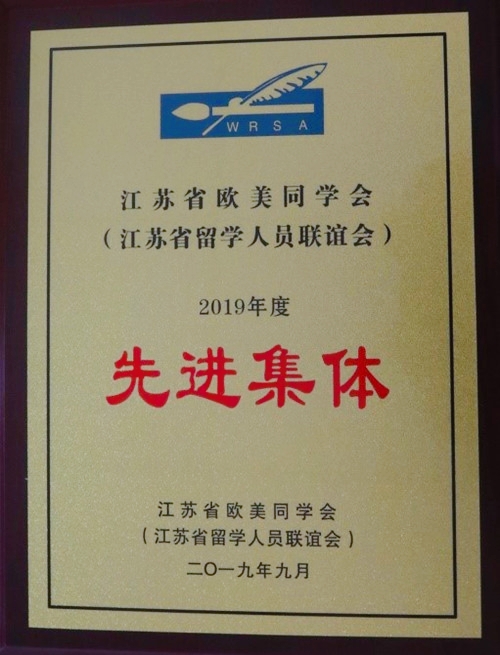 WRSA
江苏省欧美同学会
（江苏省留学人员联谊会）
2019年度
先进集体
江苏省欧美同学会
（江苏省留学人员联谊会）
二〇一九年九月